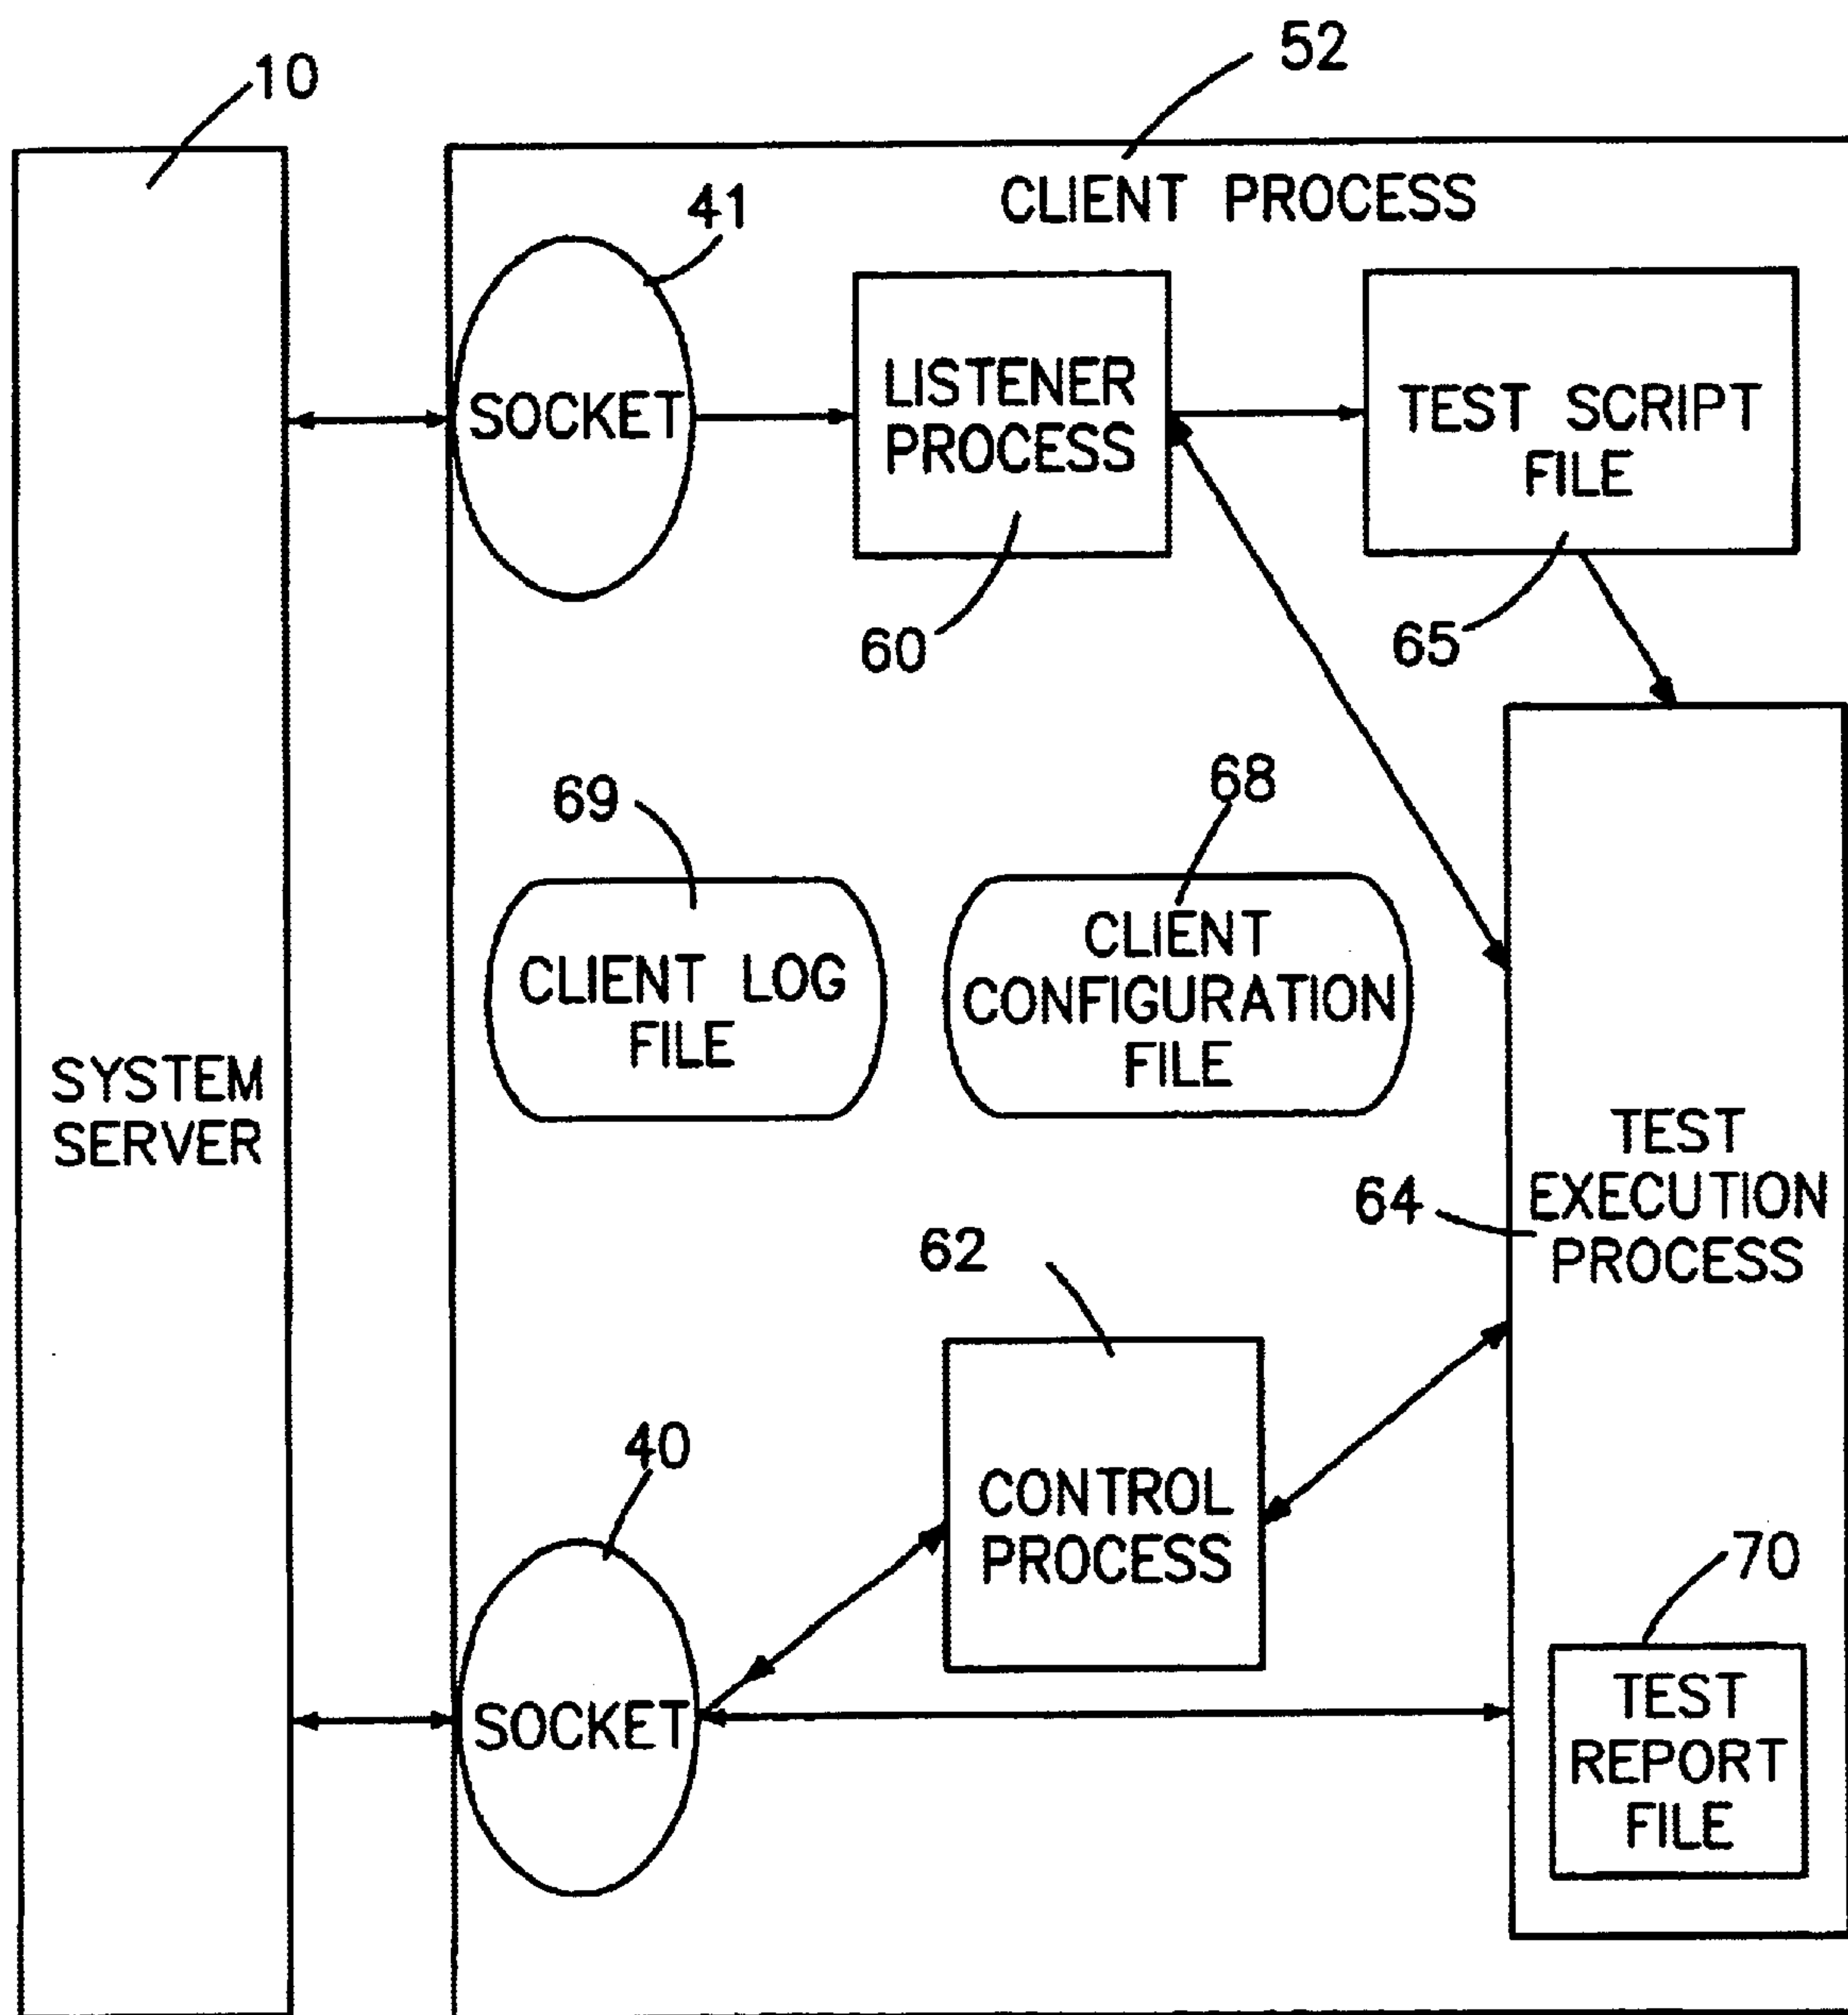 10
52
CLIENT PROCESS
41
SOCKET
LISTENER
PROCESS
60
TEST SCRIPT
FILE
65
69
CLIENT LOG
FILE
68
CLIENT
CONFIGURATION
FILE
SYSTEM
SERVER
TEST
EXECUTION
PROCESS
64
62
CONTROL
PROCESS
40
SOCKET
70
TEST
REPORT
FILE